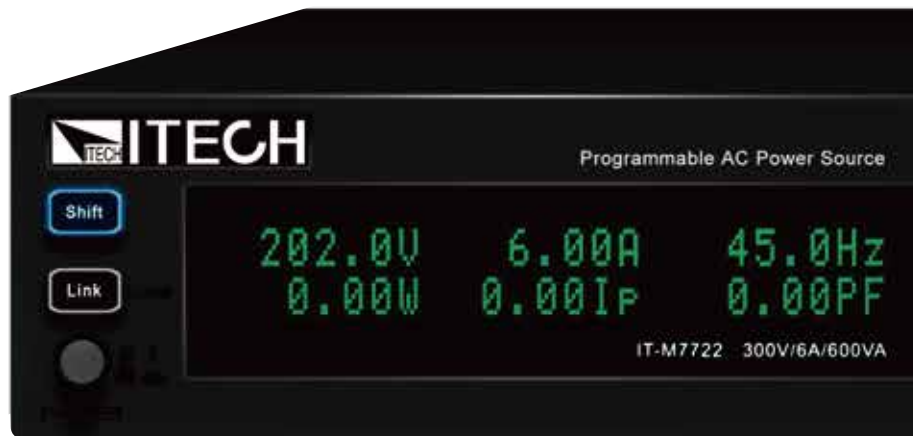 ITECH ITECH
Programmable AC Power Source
Shift
202.0V 6.00A 45.0Hz
Link
0.00W 0.00Ip 0.00PF
IT-M7722 300V/6A/600VA